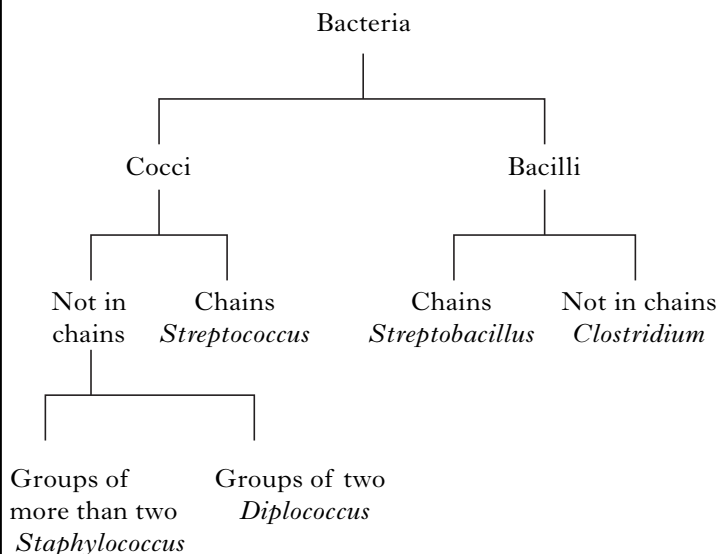 Bacteria
Cocci
Bacilli
Not in
chains
Chains
Streptococcus
Chains
Streptobacillus
Not in chains
Clostridium
Groups of
more than two
Staphylococcus
Groups of two
Diplococcus